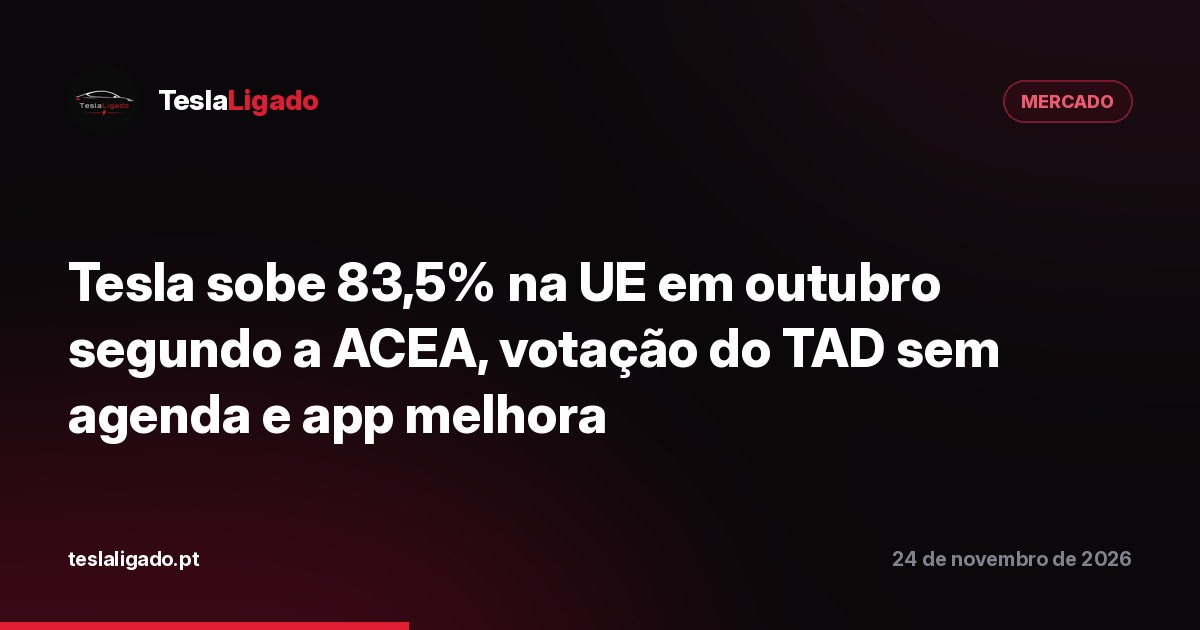 TeslaLigado
TeslaLigado
MERCADO
Tesla sobe 83,5% na UE em outubro
segundo a ACEA, votação do TAD sem
agenda e app melhora
teslaligado.pt
24 de novembro de 2026